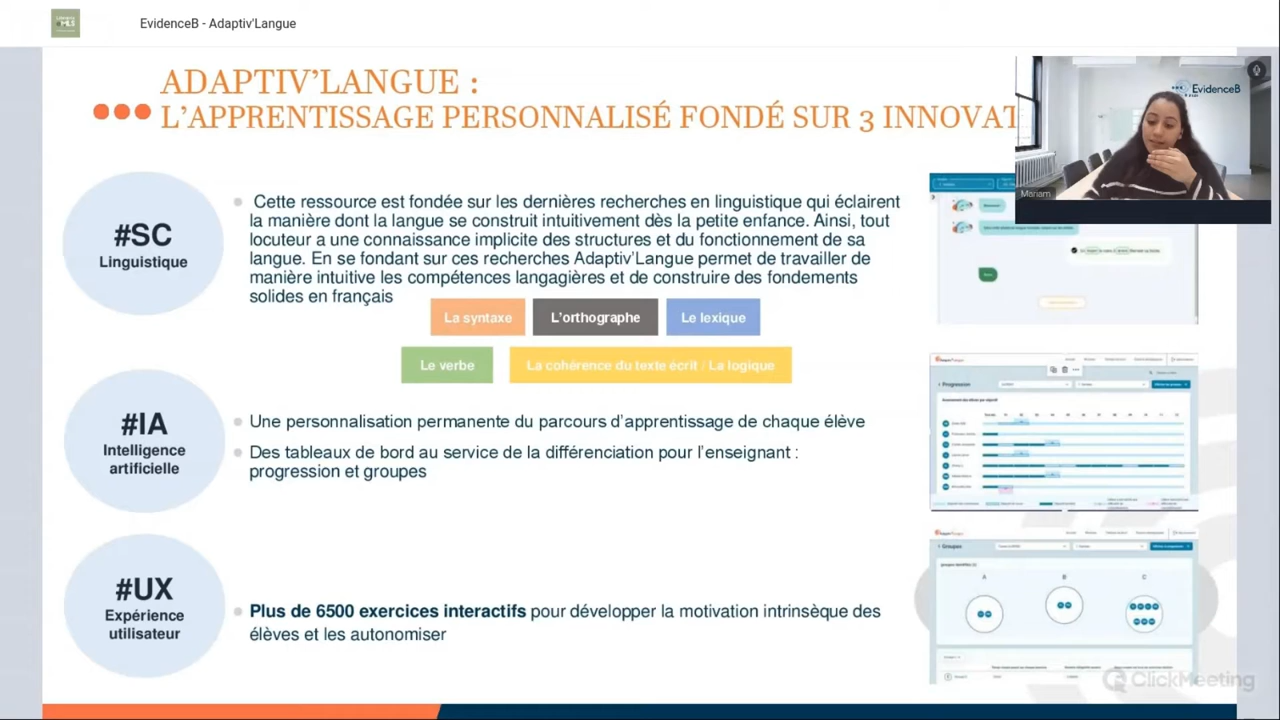 EvidenceB - Adaptiv'Langue
ADAPTIV'LANGUE :
L'APPRENTISSAGE PERSONNALISÉ FONDÉ SUR 3 INNOVAT
EvidenceB
Mariam
#SC
Linguistique
Cette ressource est fondée sur les dernières recherches en linguistique qui éclairent
la manière dont la langue se construit intuitivement dès la petite enfance. Ainsi, tout
locuteur a une connaissance implicite des structures et du fonctionnement de sa
langue. En se fondant sur ces recherches Adaptiv'Langue permet de travailler de
manière intuitive les compétences langagières et de construire des fondements
solides en français
La syntaxe
L'orthographe
Le lexique
Le verbe
La cohérence du texte écrit / La logique
#IA
Intelligence
artificielle
Une personnalisation permanente du parcours d'apprentissage de chaque élève
Des tableaux de bord au service de la différenciation pour l'enseignant :
progression et groupes
Progression
#UX
Expérience
utilisateur
Plus de 6500 exercices interactifs pour développer la motivation intrinsèque des
élèves et les autonomiser
Groupes
A
B
C
ClickMeeting